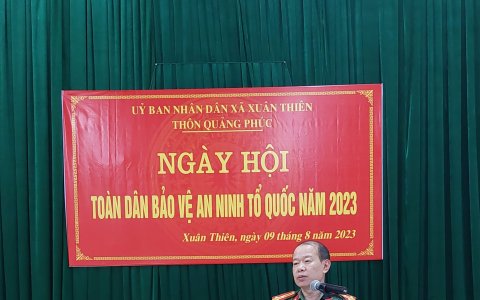 UỶ BAN NHÂN DÂN XÃ XUÂN THIÊN
THÔN QUẢNG PHÚC
NGÀY HỘI
TOÀN DÂN BẢO VỆ AN NINH TỔ QUỐC NĂM 2023
Xuân Thiên, ngày 09 tháng 8 năm 2023